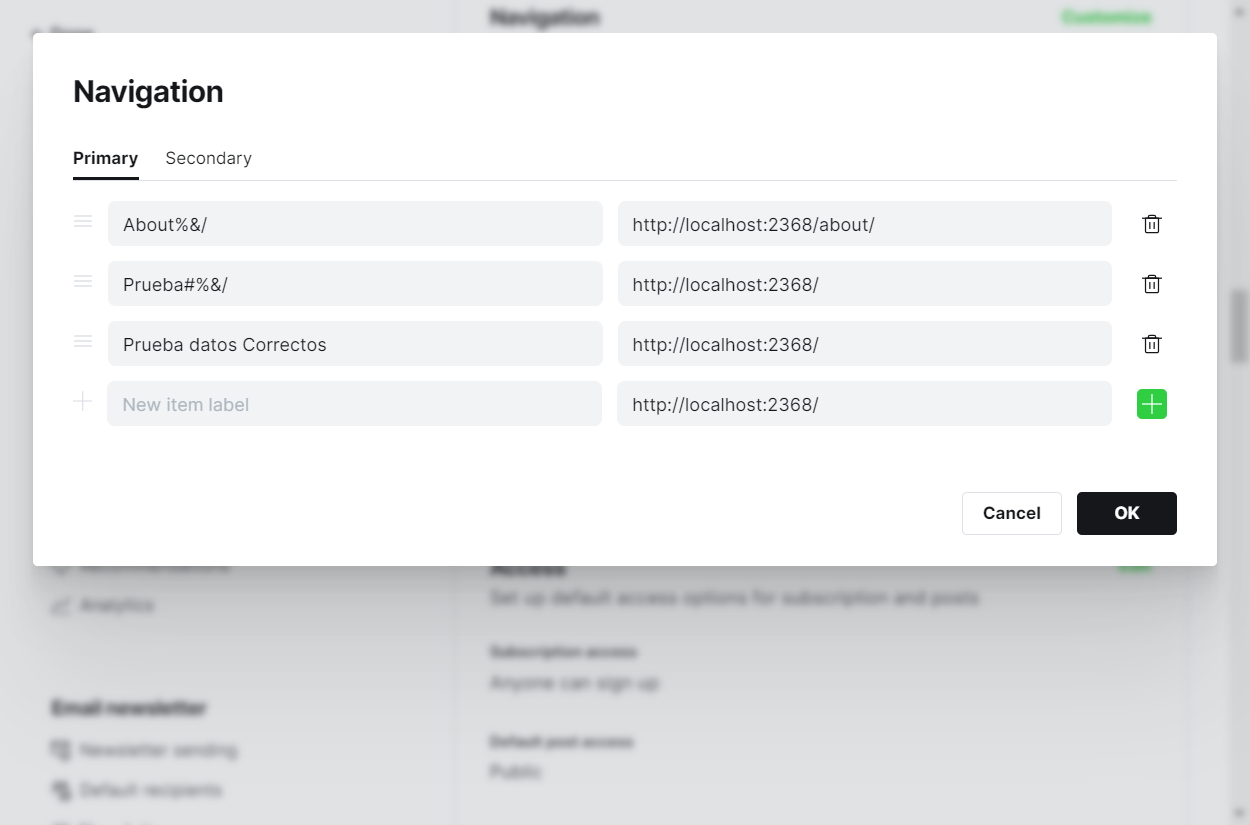 Navigation
Customize
Navigation
Primary
Secondary
About%&/
http://localhost:2368/about/
Prueba#%&/
http://localhost:2368/
Prueba datos Correctos
http://localhost:2368/
New item label
http://localhost:2368/
Cancel
OK
Access
Analytics
Set up default access options for subscription and posts
Subscription access
Anyone can sign up
Email newsletter
Default post access
Newsletter sending
Public
Default recipients